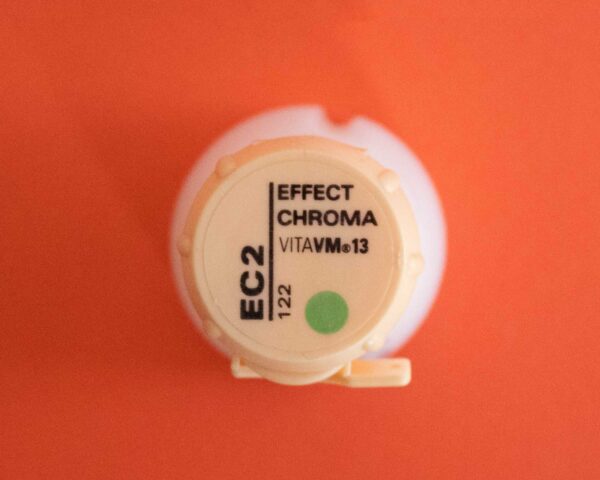 EFFECT
CHROMA
VITAVM®13
EC2
122